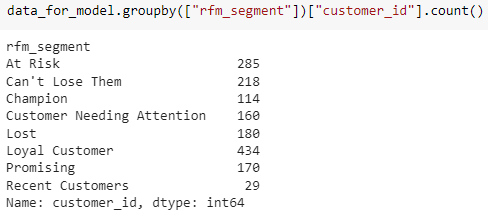 data_for_model.groupby(["rfm_segment"])["customer_id"].count()
rfm_segment
At Risk                      285
Can't Lose Them              218
Champion                     114
Customer Needing Attention   160
Lost                         180
Loyal Customer               434
Promising                    170
Recent Customers              29
Name: customer_id, dtype: int64